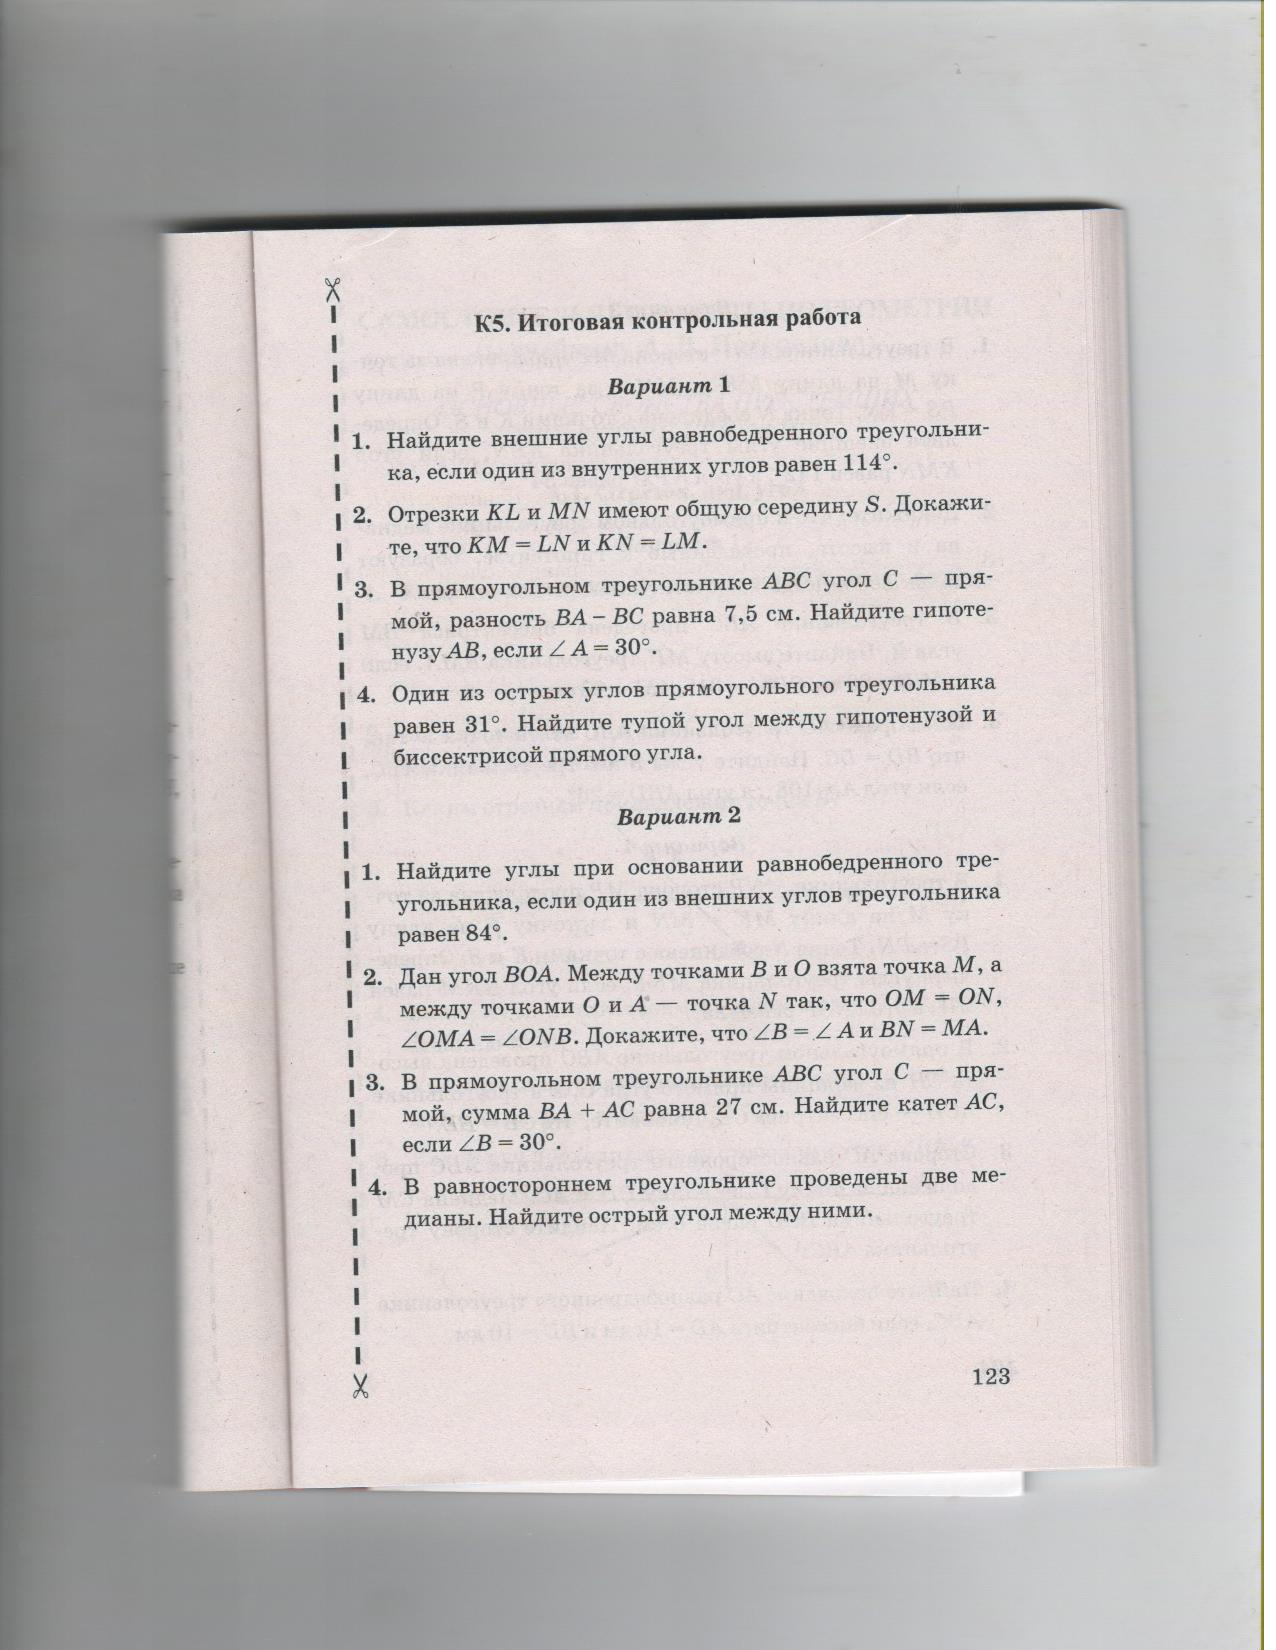 К5. Итоговая контрольная работа
Вариант 1
1. Найдите внешние углы равнобедренного треугольни-
ка, если один из внутренних углов равен 114°.
2. Отрезки KL и MN имеют общую середину S. Докажи-
те, что KM = LN и KN = LM.
3. В прямоугольном треугольнике ABC угол C — пря-
мой, разность BA – BC равна 7,5 см. Найдите гипоте-
нузу AB, если ∠ A = 30°.
4. Один из острых углов прямоугольного треугольника
равен 31°. Найдите тупой угол между гипотенузой и
биссектрисой прямого угла.
Вариант 2
1. Найдите углы при основании равнобедренного тре-
угольника, если один из внешних углов треугольника
равен 84°.
2. Дан угол BOA. Между точками B и O взята точка M, а
между точками O и A — точка N так, что OM = ON,
∠OMA = ∠ONB. Докажите, что ∠B = ∠ A и BN = MA.
3. В прямоугольном треугольнике ABC угол C — пря-
мой, сумма BA + AC равна 27 см. Найдите катет AC,
если ∠B = 30°.
4. В равностороннем треугольнике проведены две ме-
дианы. Найдите острый угол между ними.
123